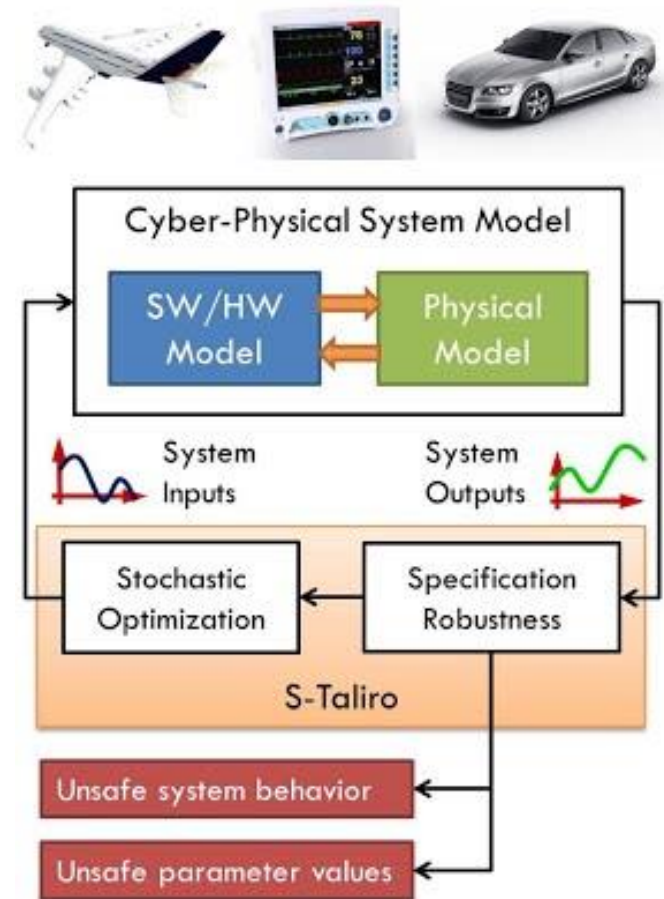 Cyber-Physical System Model
SW/HW
Model
Physical
Model
System
Inputs
System
Outputs
Stochastic
Optimization
Specification
Robustness
S-Taliro
Unsafe system behavior
Unsafe parameter values